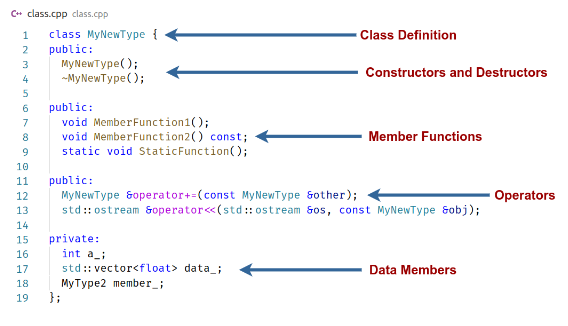 C++ class.cpp class.cpp
1 class MyNewType { Class Definition
2 public:
3   MyNewType();
4   ~MyNewType(); Constructors and Destructors
5
6 public:
7   void MemberFunction1();
8   void MemberFunction2() const; Member Functions
9   static void StaticFunction();
10
11 public:
12   MyNewType &operator+=(const MyNewType &other); Operators
13   std::ostream &operator<<(std::ostream &os, const MyNewType &obj);
14
15 private:
16   int a_;
17   std::vector<float> data_; Data Members
18   MyType2 member_;
19 };